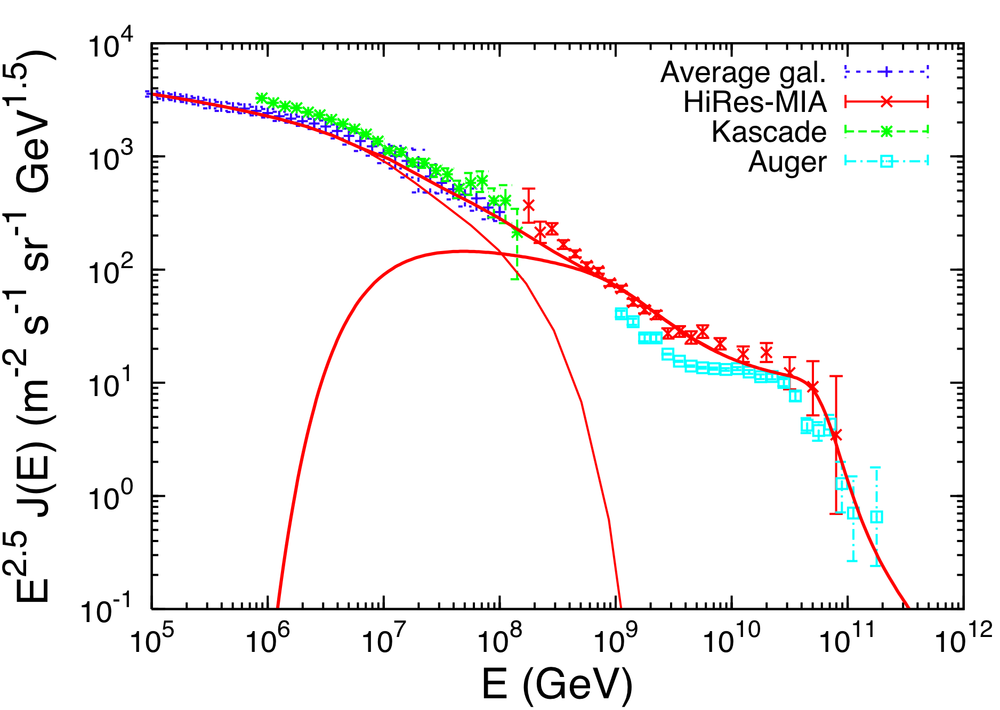 E^2.5 J(E) (m^-2 s^-1 sr^-1 GeV^1.5)
10^4
10^3
10^2
10^1
10^0
10^-1
Average gal.
HiRes-MIA
Kascade
Auger
10^5 10^6 10^7 10^8 10^9 10^10 10^11 10^12
E (GeV)